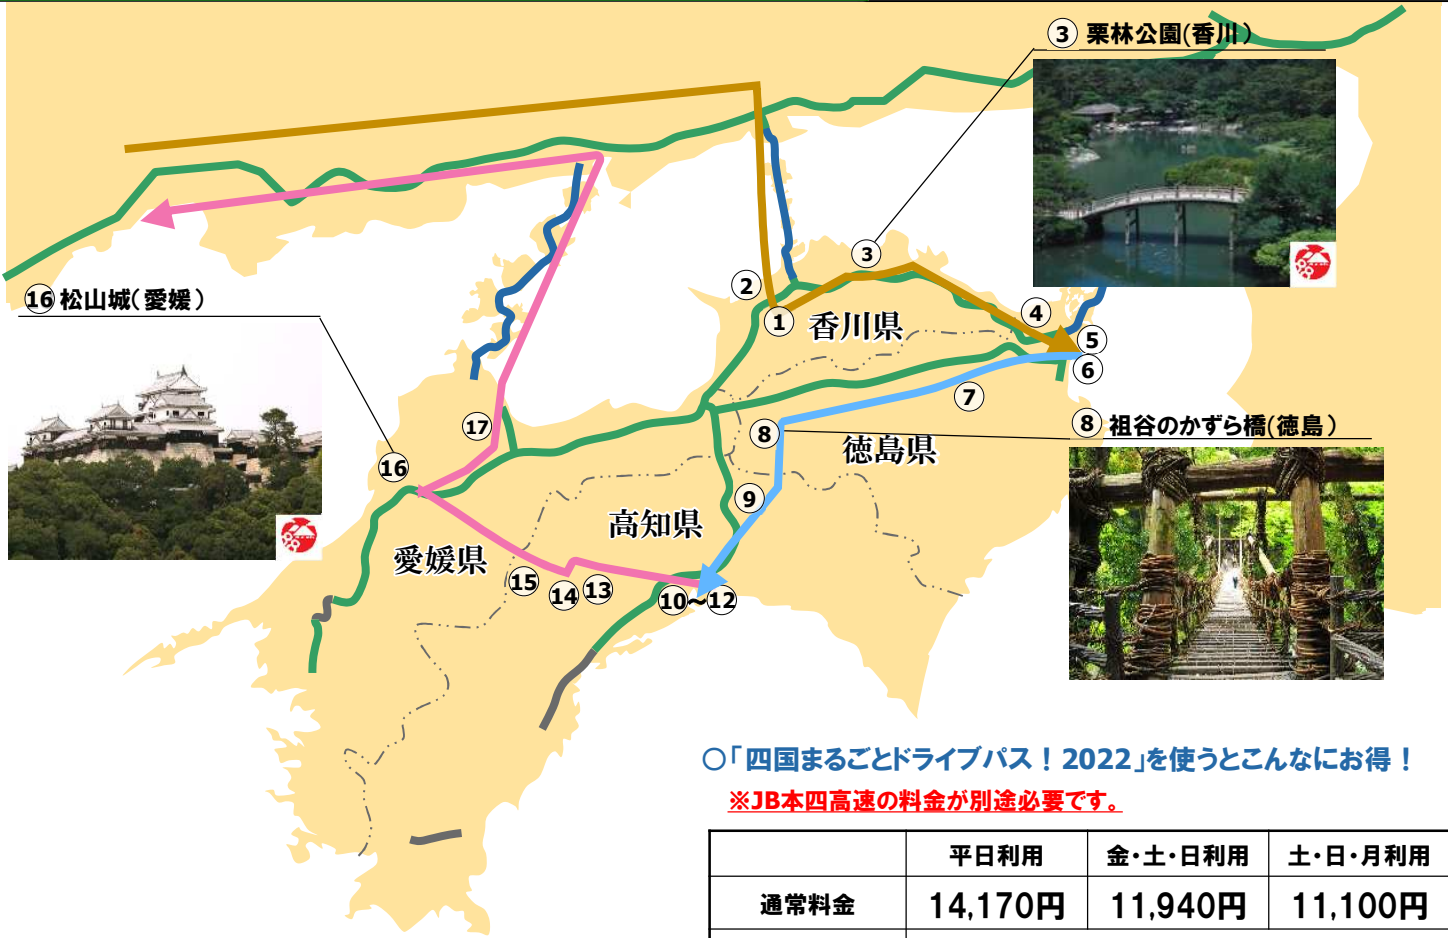 ③ 栗林公園(香川)
⑯ 松山城(愛媛)
③
②
①
香川県
④
⑤
⑥
⑦
⑧ 祖谷のかずら橋(徳島)
⑧
徳島県
⑰
⑯
⑨
高知県
愛媛県
⑮
⑭
⑬
⑩~⑫
○「四国まるごとドライブパス!2022」を使うとこんなにお得!
※JB本四高速の料金が別途必要です。
平日利用 金・土・日利用 土・日・月利用
通常料金 14,170円 11,940円 11,100円